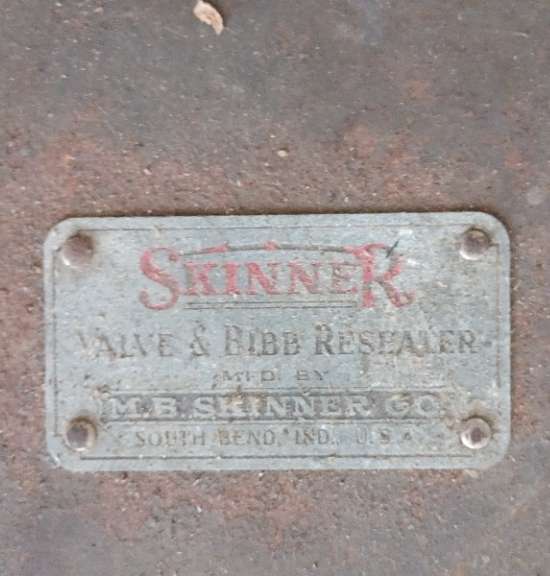 SKINNER
VALVE & BIBB RESEATER
MFD. BY
M.B. SKINNER CO.
SOUTH BEND, IND., U.S.A.